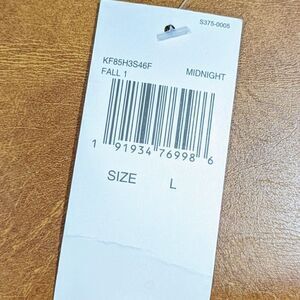 S375-0005
KF85H3S46F MIDNIGHT
FALL 1
1 91934 76998 6
SIZE L